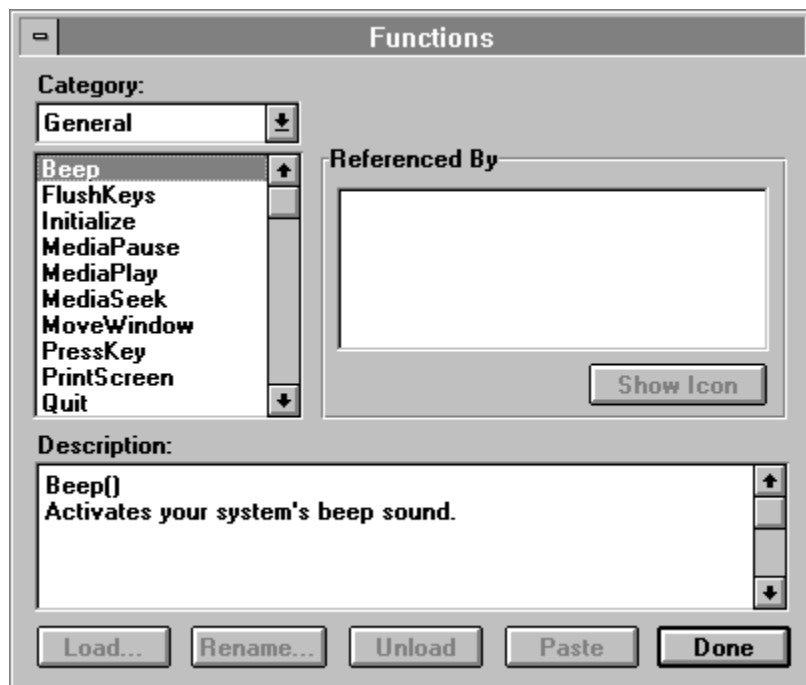 Functions
Category:
General
Beep
FlushKeys
Initialize
MediaPause
MediaPlay
MediaSeek
MoveWindow
PressKey
PrintScreen
Quit
Referenced By
Show Icon
Description:
Beep()
Activates your system's beep sound.
Load...
Rename...
Unload
Paste
Done